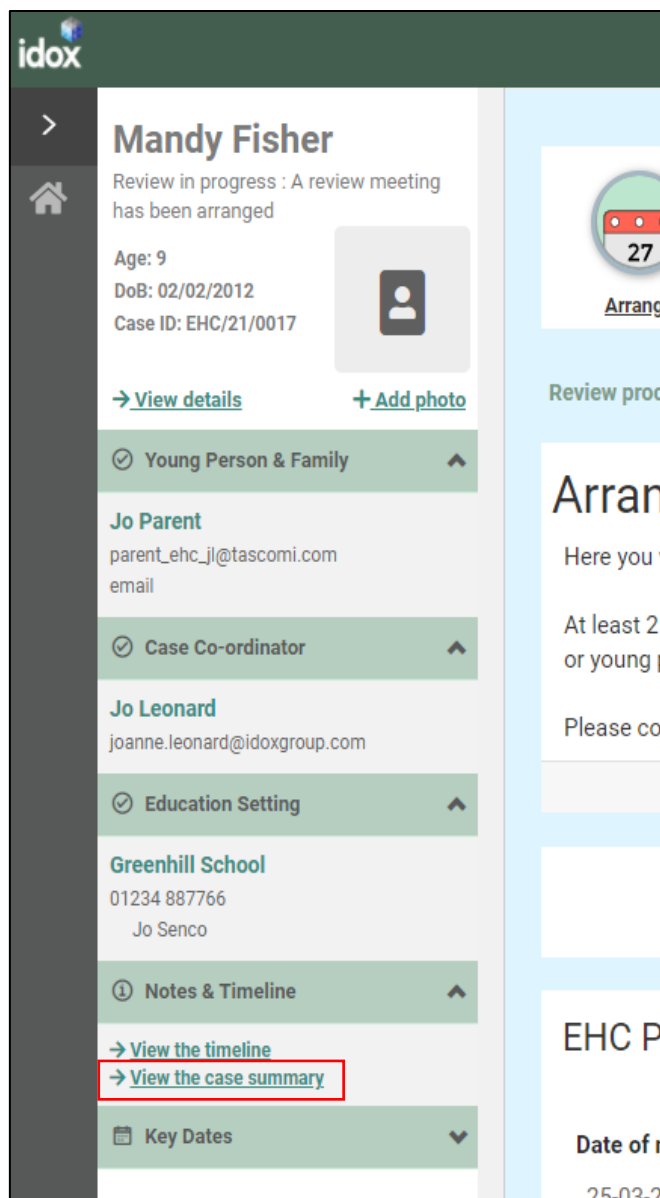 idox
Mandy Fisher
Review in progress : A review meeting
has been arranged
Age: 9
DoB: 02/02/2012
Case ID: EHC/21/0017
View details
Add photo
Young Person & Family
Jo Parent
parent_ehc_jl@tascomi.com
email
Case Co-ordinator
Jo Leonard
joanne.leonard@idoxgroup.com
Education Setting
Greenhill School
01234 887766
Jo Senco
Notes & Timeline
View the timeline
View the case summary
Key Dates
27
Arrang
Review proc
Arran
Here you
At least 2
or young
Please co
EHC P
Date of
25-03-2